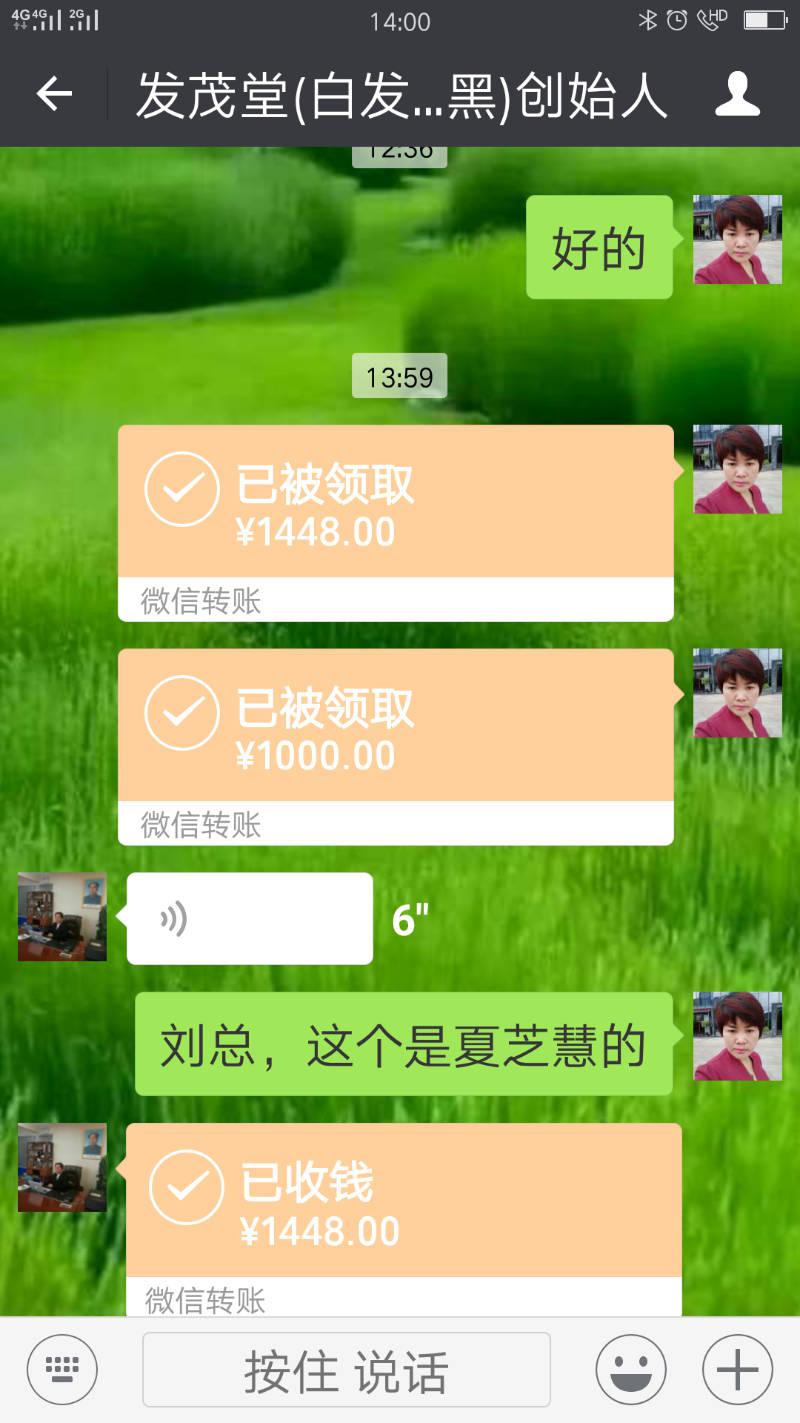 4G 4G 2G 14:00 HD
发茂堂(白发...黑)创始人
12:36
好的
13:59
已被领取
¥1448.00
微信转账
已被领取
¥1000.00
微信转账
6"
刘总，这个是夏芝慧的
已收钱
¥1448.00
微信转账
按住 说话